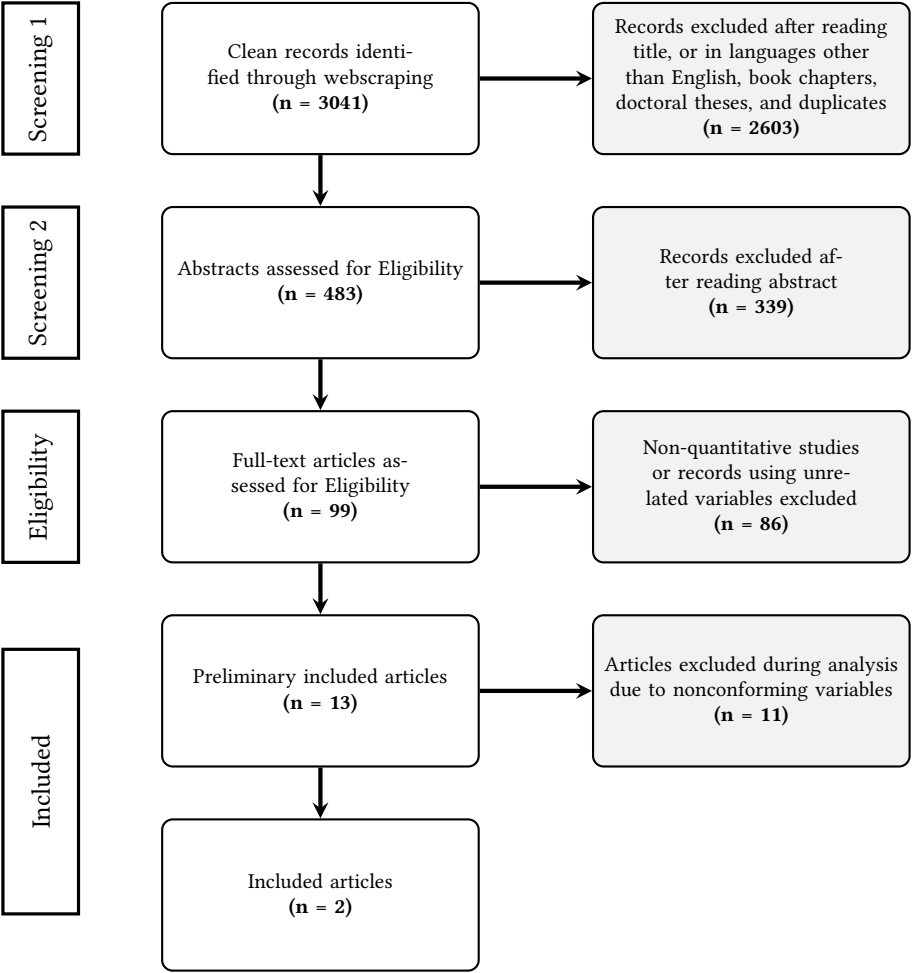 Screening 1
Clean records identi-
fied through webscraping
(n = 3041)
Records excluded after reading
title, or in languages other
than English, book chapters,
doctoral theses, and duplicates
(n = 2603)
Screening 2
Abstracts assessed for Eligibility
(n = 483)
Records excluded af-
ter reading abstract
(n = 339)
Eligibility
Full-text articles as-
sessed for Eligibility
(n = 99)
Non-quantitative studies
or records using unre-
lated variables excluded
(n = 86)
Included
Preliminary included articles
(n = 13)
Articles excluded during analysis
due to nonconforming variables
(n = 11)
Included articles
(n = 2)